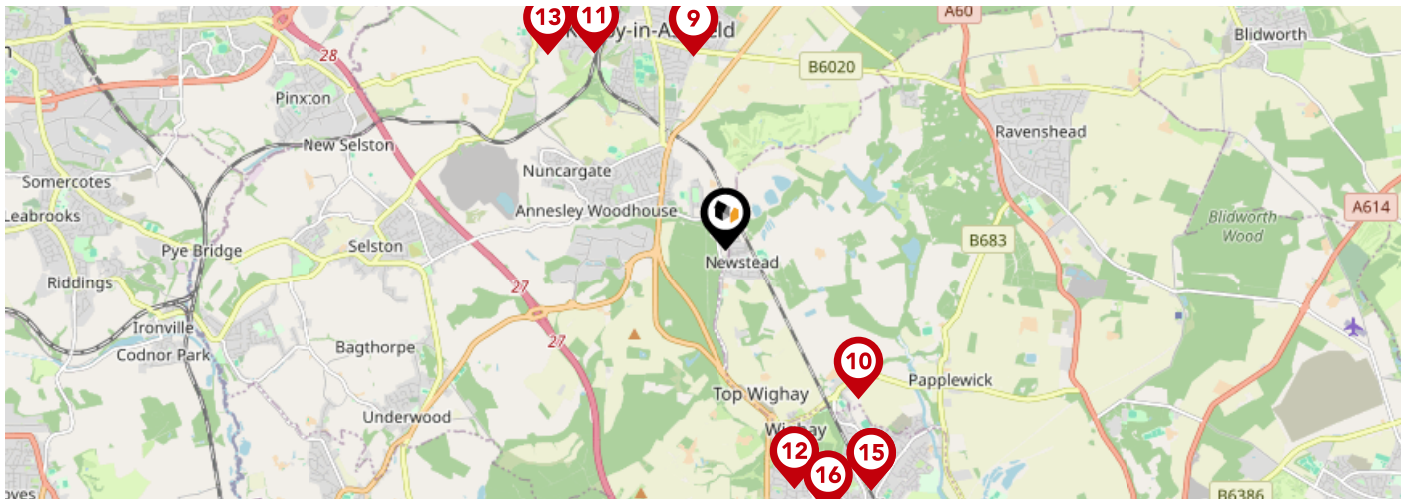 13
11
9
A60
Blidworth
28
B6020
Pinxton
Ravenshead
New Selston
Nuncargate
Somercotes
A614
Leabrooks
Annesley Woodhouse
Blidworth
Wood
Pye Bridge
Selston
B683
Newstead
Riddings
27
Ironville
27
Codnor Park
Bagthorpe
10
Papplewick
Top Wighay
Underwood
12
15
16
B6386